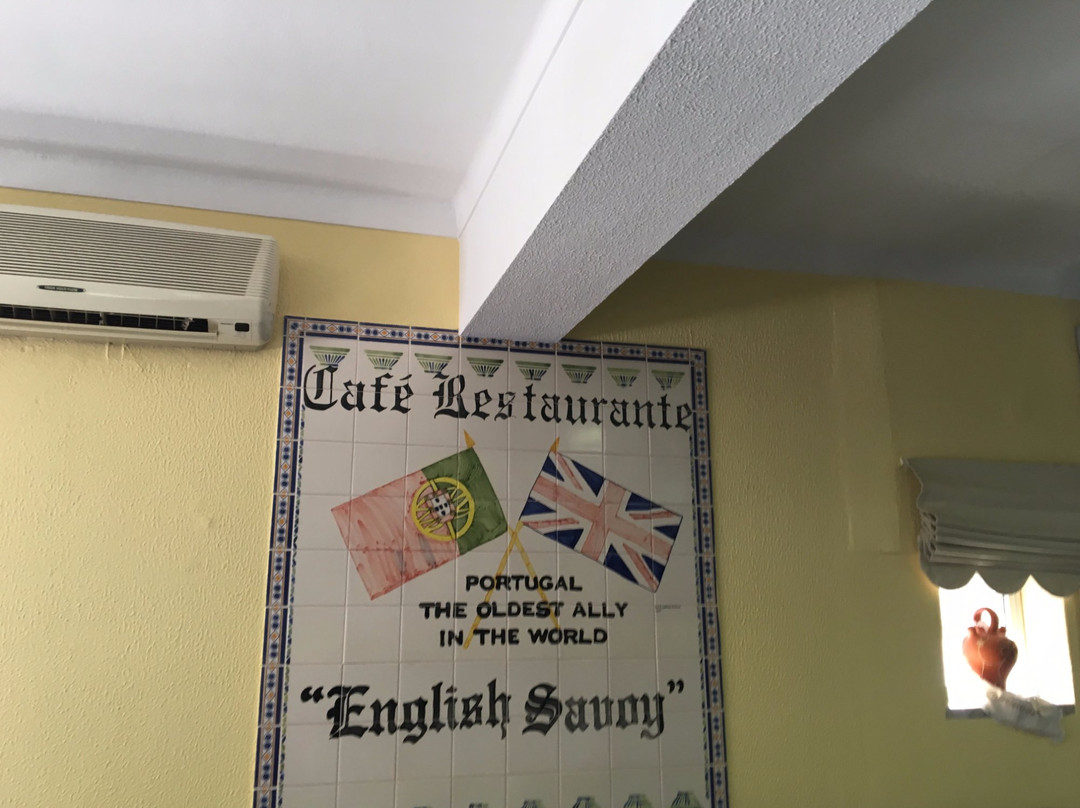 Café Restaurante
PORTUGAL
THE OLDEST ALLY
IN THE WORLD
“English Savoy”